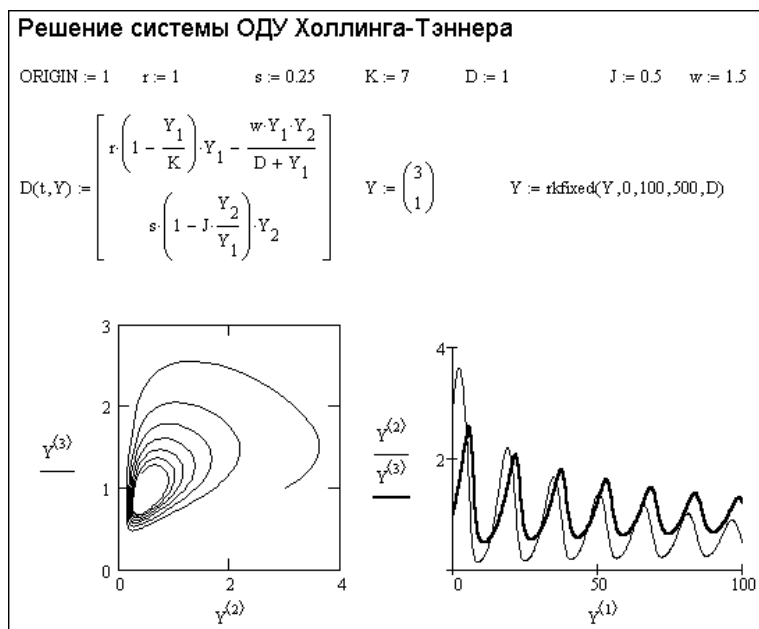 Решение системы ОДУ Холлинга-Тэннера
ORIGIN := 1 r := 1 s := 0.25 K := 7 D := 1 J := 0.5 w := 1.5
D(t,Y) := [ r·(1 − Y₁/K)·Y₁ − w·Y₁·Y₂/(D + Y₁) ; s·(1 − J·Y₂/Y₁)·Y₂ ] Y := (3 ; 1) Y := rkfixed(Y,0,100,500,D)
3
2
1
0
0 2 4
Y⟨3⟩
Y⟨2⟩
4
2
0 50 100
Y⟨2⟩
Y⟨3⟩
Y⟨1⟩